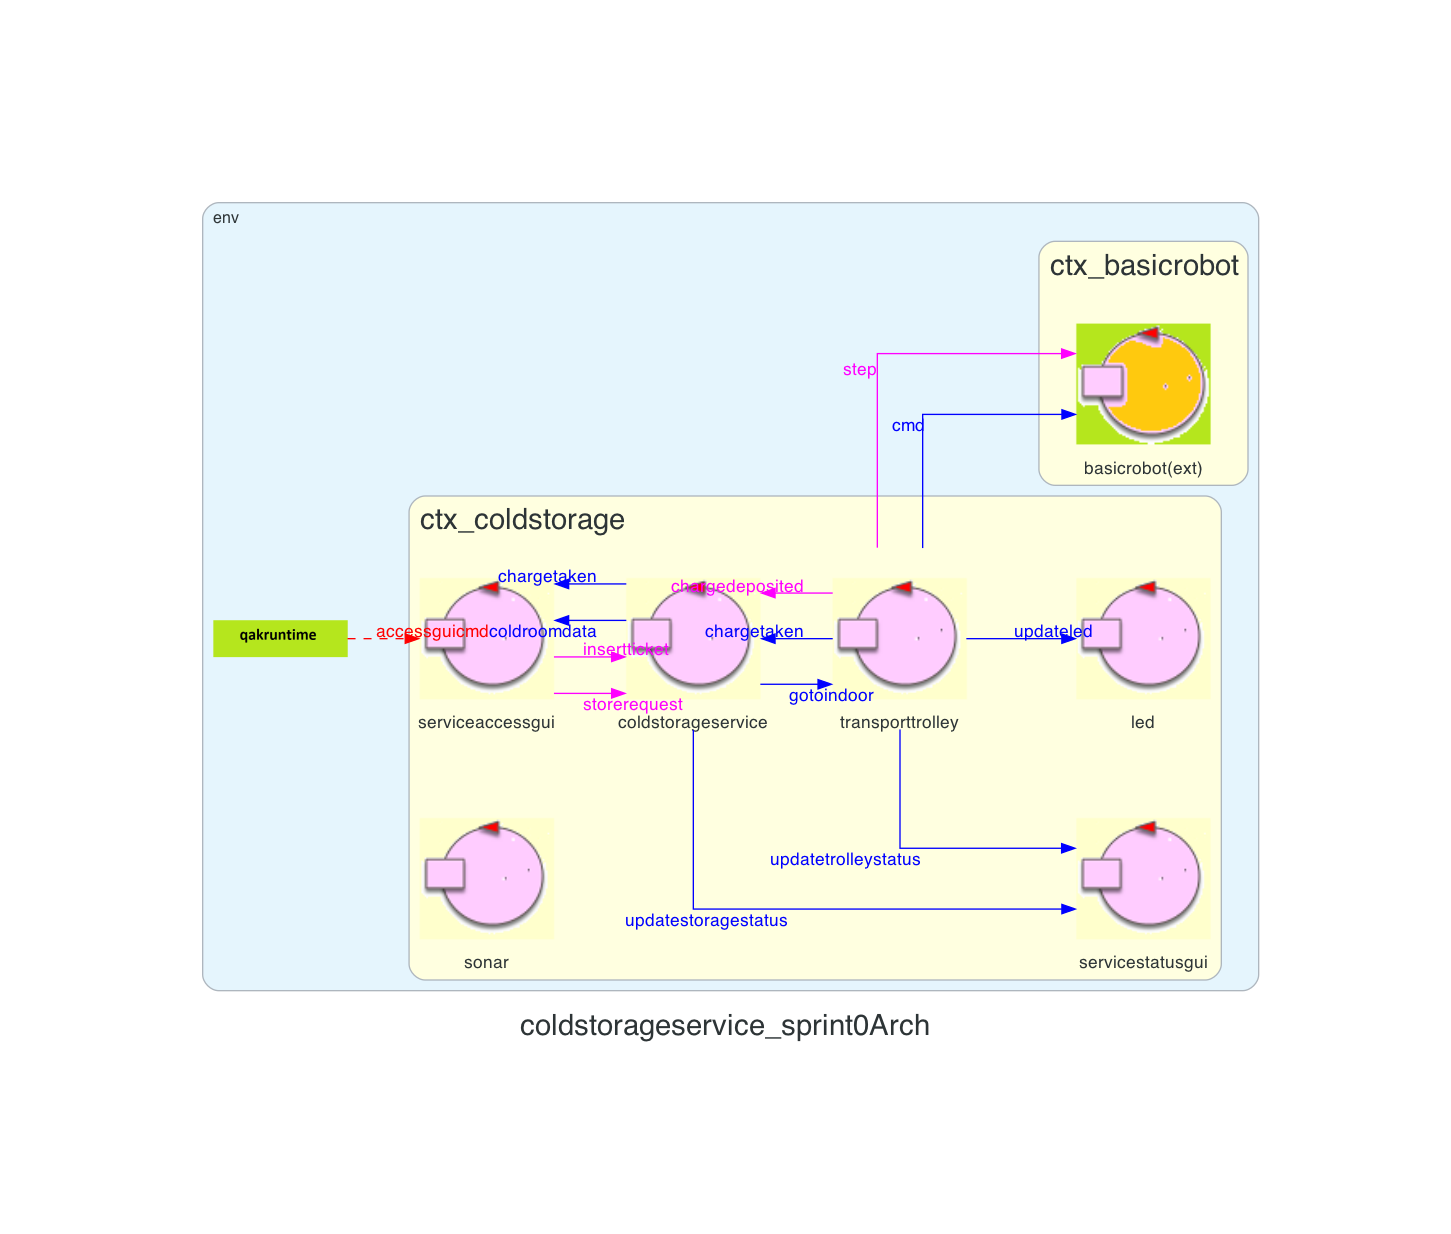 env
ctx_basicrobot
step
cmd
basicrobot(ext)
ctx_coldstorage
chargetaken
chargedeposited
qakruntime
accessguicmd
coldroomdata
chargetaken
updateled
insertticket
gotoindoor
storerequest
serviceaccessgui
coldstorageservice
transporttrolley
led
updatetrolleystatus
updatestoragestatus
sonar
servicestatusgui
coldstorageservice_sprint0Arch